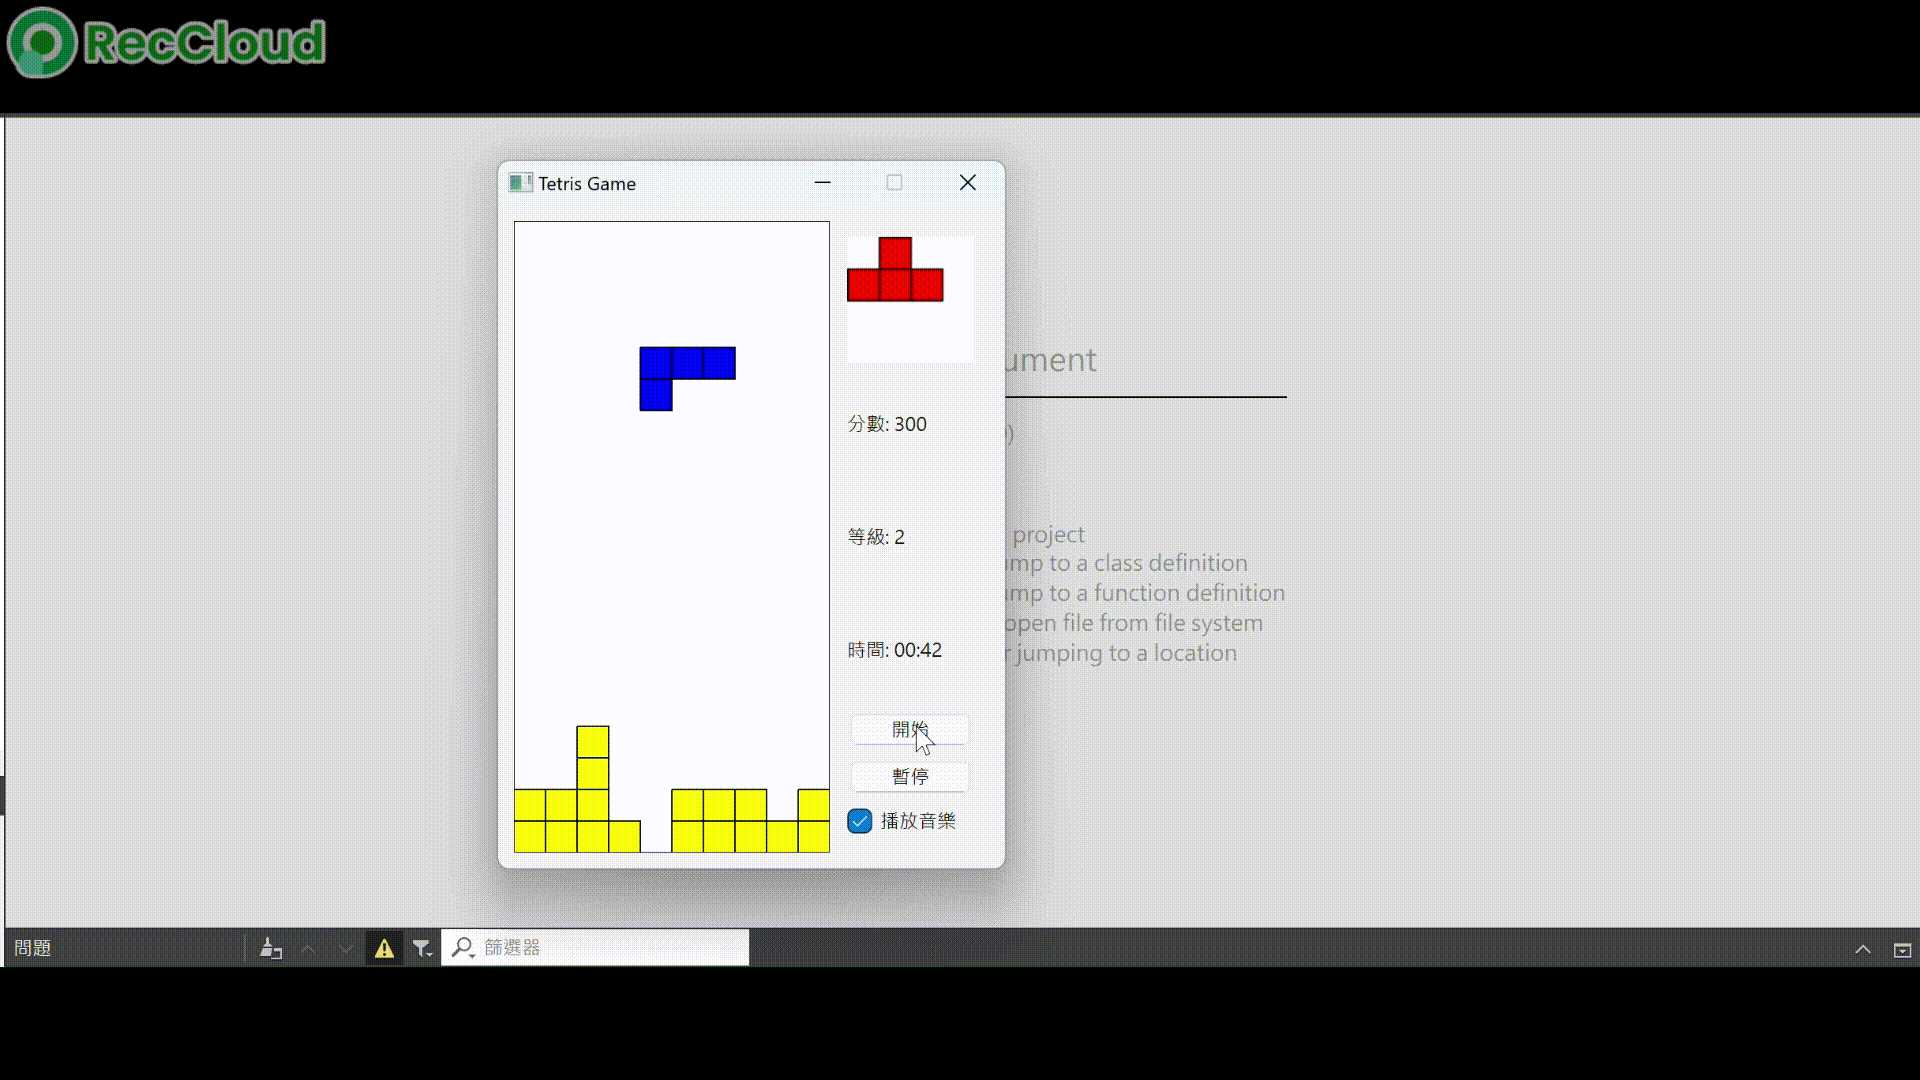 RecCloud
Tetris Game
分數: 300
等級: 2
時間: 00:42
開始
暫停
播放音樂
ument
)
project
mp to a class definition
mp to a function definition
open file from file system
r jumping to a location
問題
篩選器